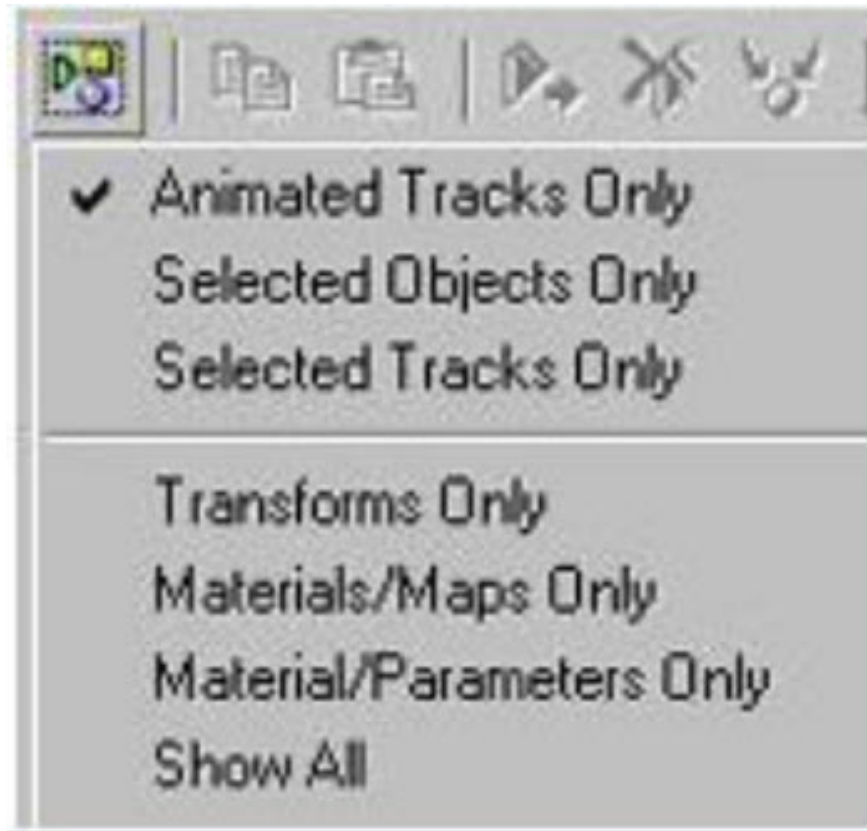 Animated Tracks Only
Selected Objects Only
Selected Tracks Only
Transforms Only
Materials/Maps Only
Material/Parameters Only
Show All